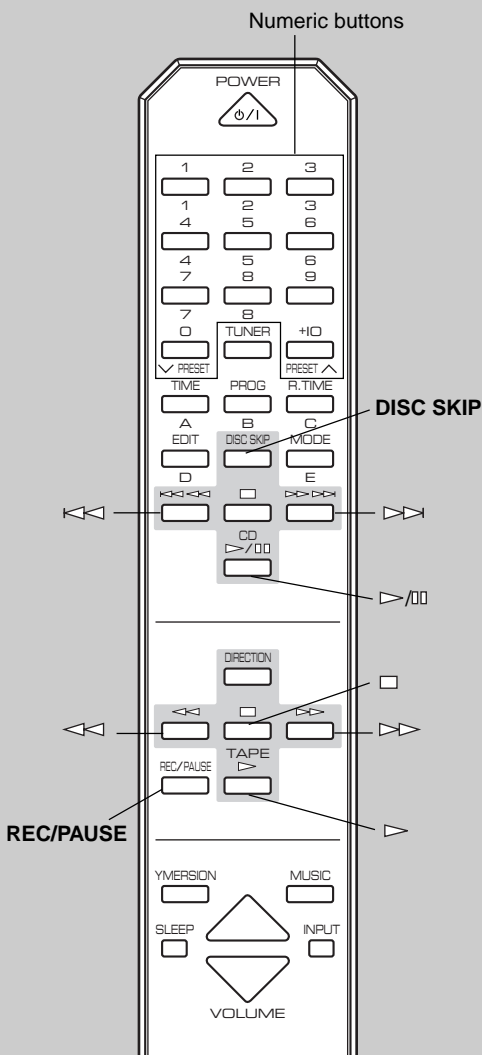 Numeric buttons
POWER
⏻/I
1 2 3
1 2 3
4 5 6
4 5 6
7 8 9
7 8
0 TUNER +10
PRESET PRESET
TIME PROG R.TIME
A B C
DISC SKIP
EDIT DISC SKIP MODE
D E
CD
DIRECTION
TAPE
REC/PAUSE
REC/PAUSE
YMERSION MUSIC
SLEEP INPUT
VOLUME